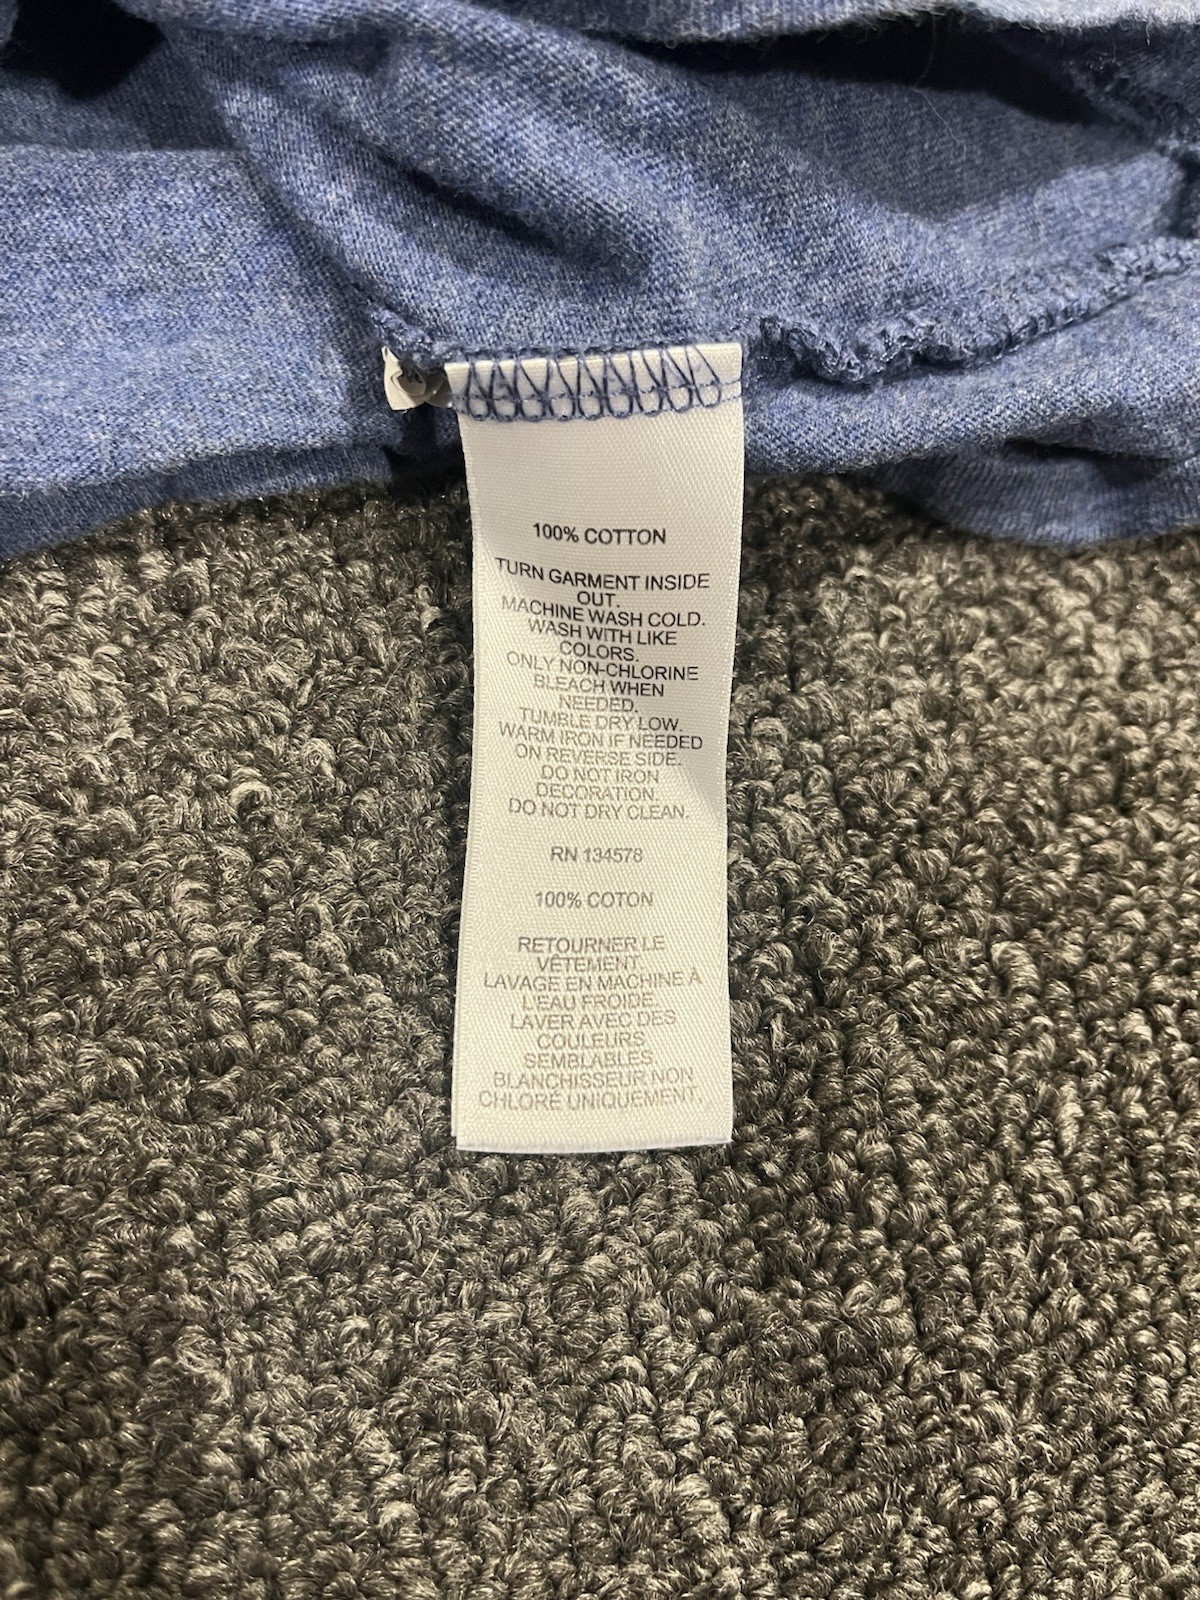 100% COTTON
TURN GARMENT INSIDE
OUT.
MACHINE WASH COLD.
WASH WITH LIKE
COLORS.
ONLY NON-CHLORINE
BLEACH WHEN
NEEDED.
TUMBLE DRY LOW.
WARM IRON IF NEEDED
ON REVERSE SIDE.
DO NOT IRON
DECORATION.
DO NOT DRY CLEAN.
RN 134578
100% COTON
RETOURNER LE
VÊTEMENT
LAVAGE EN MACHINE À
L'EAU FROIDE.
LAVER AVEC DES
COULEURS
SEMBLABLES.
BLANCHISSEUR NON
CHLORÉ UNIQUEMENT.